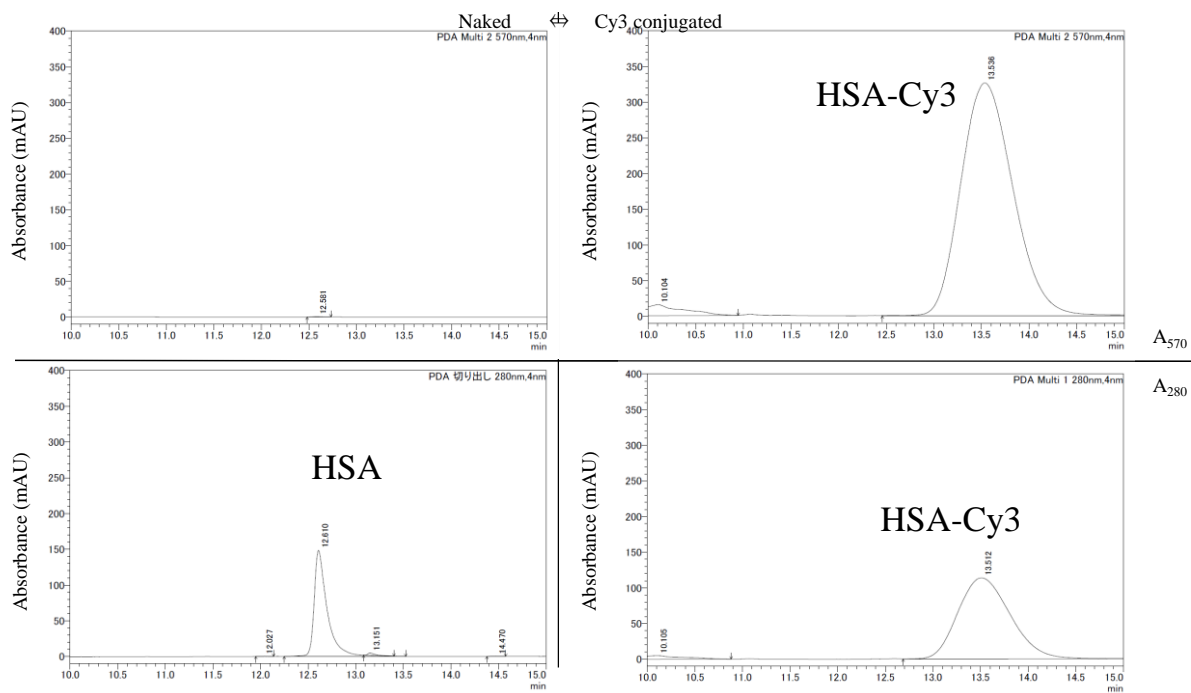 Naked ⇎ Cy3 conjugated
PDA Multi 2 570nm,4nm
Absorbance (mAU)
400
350
300
250
200
150
100
50
0
12.581
10.0 10.5 11.0 11.5 12.0 12.5 13.0 13.5 14.0 14.5 15.0
min
PDA Multi 2 570nm,4nm
Absorbance (mAU)
HSA-Cy3
400
350
300
250
200
150
100
50
0
10.104
13.536
10.0 10.5 11.0 11.5 12.0 12.5 13.0 13.5 14.0 14.5 15.0
min
A570
PDA 切り出し 280nm,4nm
Absorbance (mAU)
HSA
400
350
300
250
200
150
100
50
0
12.027
12.610
13.151
14.470
10.0 10.5 11.0 11.5 12.0 12.5 13.0 13.5 14.0 14.5 15.0
min
A280
PDA Multi 1 280nm,4nm
Absorbance (mAU)
HSA-Cy3
400
350
300
250
200
150
100
50
0
10.105
13.512
10.0 10.5 11.0 11.5 12.0 12.5 13.0 13.5 14.0 14.5 15.0
min